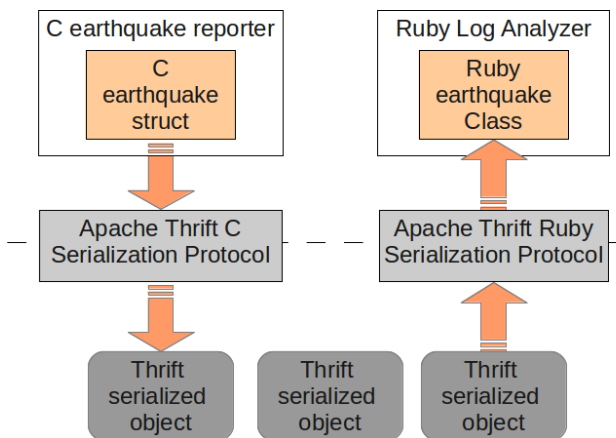 C earthquake reporter
C
earthquake
struct
Ruby Log Analyzer
Ruby
earthquake
Class
Apache Thrift C
Serialization Protocol
Apache Thrift Ruby
Serialization Protocol
Thrift
serialized
object
Thrift
serialized
object
Thrift
serialized
object